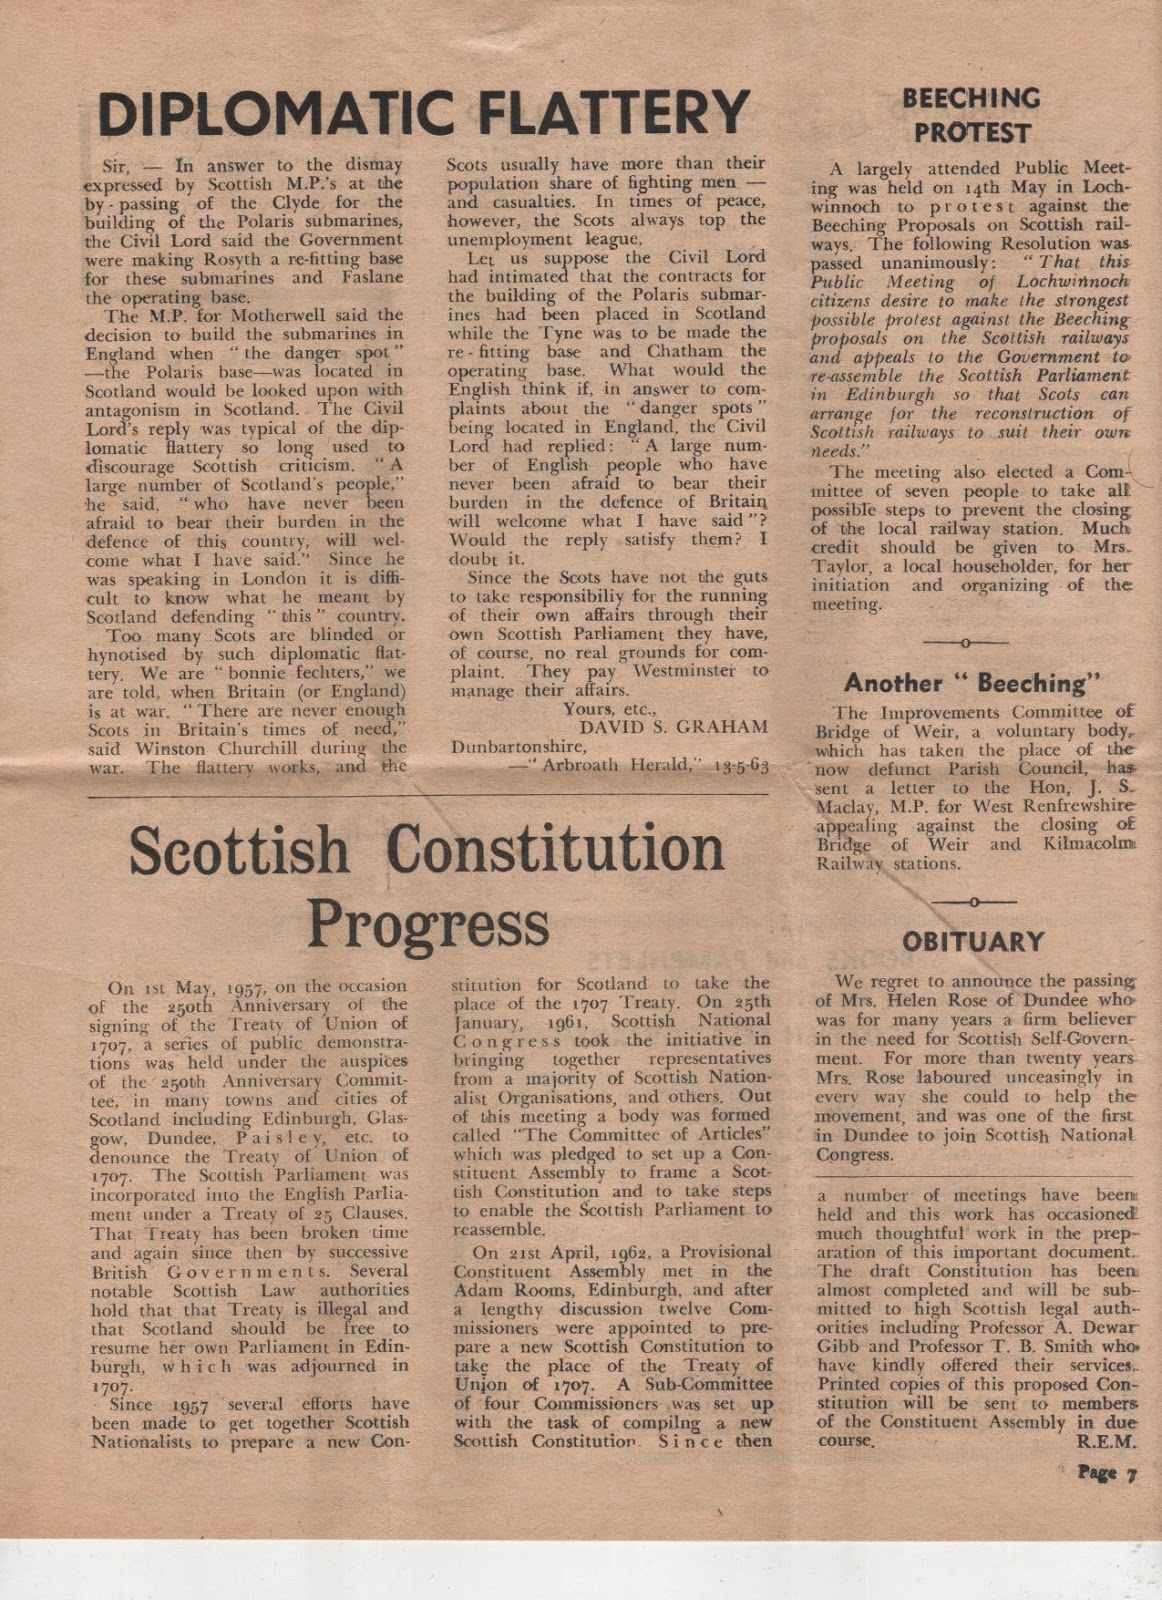 DIPLOMATIC FLATTERY
Sir, — In answer to the dismay
expressed by Scottish M.P.'s at the
by-passing of the Clyde for the
building of the Polaris submarines,
the Civil Lord said the Government
were making Rosyth a re-fitting base
for these submarines and Faslane
the operating base.
The M.P. for Motherwell said the
decision to build the submarines in
England when "the danger spot"
—the Polaris base—was located in
Scotland would be looked upon with
antagonism in Scotland. The Civil
Lord's reply was typical of the dip-
lomatic flattery so long used to
discourage Scottish criticism. "A
large number of Scotland's people,"
he said, "who have never been
afraid to bear their burden in the
defence of this country, will wel-
come what I have said." Since he
was speaking in London it is diffi-
cult to know what he meant by
Scotland defending "this" country.
Too many Scots are blinded or
hynotised by such diplomatic flat-
tery. We are "bonnie fechters," we
are told, when Britain (or England)
is at war. "There are never enough
Scots in Britain's times of need,"
said Winston Churchill during the
war. The flattery works, and the
Scots usually have more than their
population share of fighting men —
and casualties. In times of peace,
however, the Scots always top the
unemployment league.
Let us suppose the Civil Lord
had intimated that the contracts for
the building of the Polaris submar-
ines had been placed in Scotland
while the Tyne was to be made the
re-fitting base and Chatham the
operating base. What would the
English think if, in answer to com-
plaints about the "danger spots"
being located in England, the Civil
Lord had replied: "A large num-
ber of English people who have
never been afraid to bear their
burden in the defence of Britain
will welcome what I have said"?
Would the reply satisfy them? I
doubt it.
Since the Scots have not the guts
to take responsibiliy for the running
of their own affairs through their
own Scottish Parliament they have,
of course, no real grounds for com-
plaint. They pay Westminster to
manage their affairs.
Yours, etc.,
DAVID S. GRAHAM
Dunbartonshire,
—"Arbroath Herald," 13-5-63
Scottish Constitution
Progress
On 1st May, 1957, on the occasion
of the 250th Anniversary of the
signing of the Treaty of Union of
1707, a series of public demonstra-
tions was held under the auspices
of the 250th Anniversary Commit-
tee, in many towns and cities of
Scotland including Edinburgh, Glas-
gow, Dundee, Paisley, etc. to
denounce the Treaty of Union of
1707. The Scottish Parliament was
incorporated into the English Parlia-
ment under a Treaty of 25 Clauses.
That Treaty has been broken time
and again since then by successive
British Governments. Several
notable Scottish Law authorities
hold that that Treaty is illegal and
that Scotland should be free to
resume her own Parliament in Edin-
burgh, which was adjourned in
1707.
Since 1957 several efforts have
been made to get together Scottish
Nationalists to prepare a new Con-
stitution for Scotland to take the
place of the 1707 Treaty. On 25th
January, 1961, Scottish National
Congress took the initiative in
bringing together representatives
from a majority of Scottish Nation-
alist Organisations, and others. Out
of this meeting a body was formed
called "The Committee of Articles"
which was pledged to set up a Con-
stituent Assembly to frame a Scot-
tish Constitution and to take steps
to enable the Scottish Parliament to
reassemble.
On 21st April, 1962, a Provisional
Constituent Assembly met in the
Adam Rooms, Edinburgh, and after
a lengthy discussion twelve Com-
missioners were appointed to pre-
pare a new Scottish Constitution to
take the place of the Treaty of
Union of 1707. A Sub-Committee
of four Commissioners was set up
with the task of compilng a new
Scottish Constitution. Since then
a number of meetings have been
held and this work has occasioned
much thoughtful work in the prep-
aration of this important document.
The draft Constitution has been
almost completed and will be sub-
mitted to high Scottish legal auth-
orities including Professor A. Dewar
Gibb and Professor T. B. Smith who
have kindly offered their services.
Printed copies of this proposed Con-
stitution will be sent to members
of the Constituent Assembly in due
course. R.E.M.
BEECHING
PROTEST
A largely attended Public Meet-
ing was held on 14th May in Loch-
winnoch to protest against the
Beeching Proposals on Scottish rail-
ways. The following Resolution was
passed unanimously: "That this
Public Meeting of Lochwinnoch
citizens desire to make the strongest
possible protest against the Beeching
proposals on the Scottish railways
and appeals to the Government to
re-assemble the Scottish Parliament
in Edinburgh so that Scots can
arrange for the reconstruction of
Scottish railways to suit their own
needs."
The meeting also elected a Com-
mittee of seven people to take all
possible steps to prevent the closing
of the local railway station. Much
credit should be given to Mrs.
Taylor, a local householder, for her
initiation and organizing of the
meeting.
Another "Beeching"
The Improvements Committee of
Bridge of Weir, a voluntary body,
which has taken the place of the
now defunct Parish Council, has
sent a letter to the Hon, J. S.
Maclay, M.P. for West Renfrewshire
appealing against the closing of
Bridge of Weir and Kilmacolm
Railway stations.
OBITUARY
We regret to announce the passing
of Mrs. Helen Rose of Dundee who
was for many years a firm believer
in the need for Scottish Self-Govern-
ment. For more than twenty years
Mrs. Rose laboured unceasingly in
every way she could to help the
movement, and was one of the first
in Dundee to join Scottish National
Congress.
Page 7